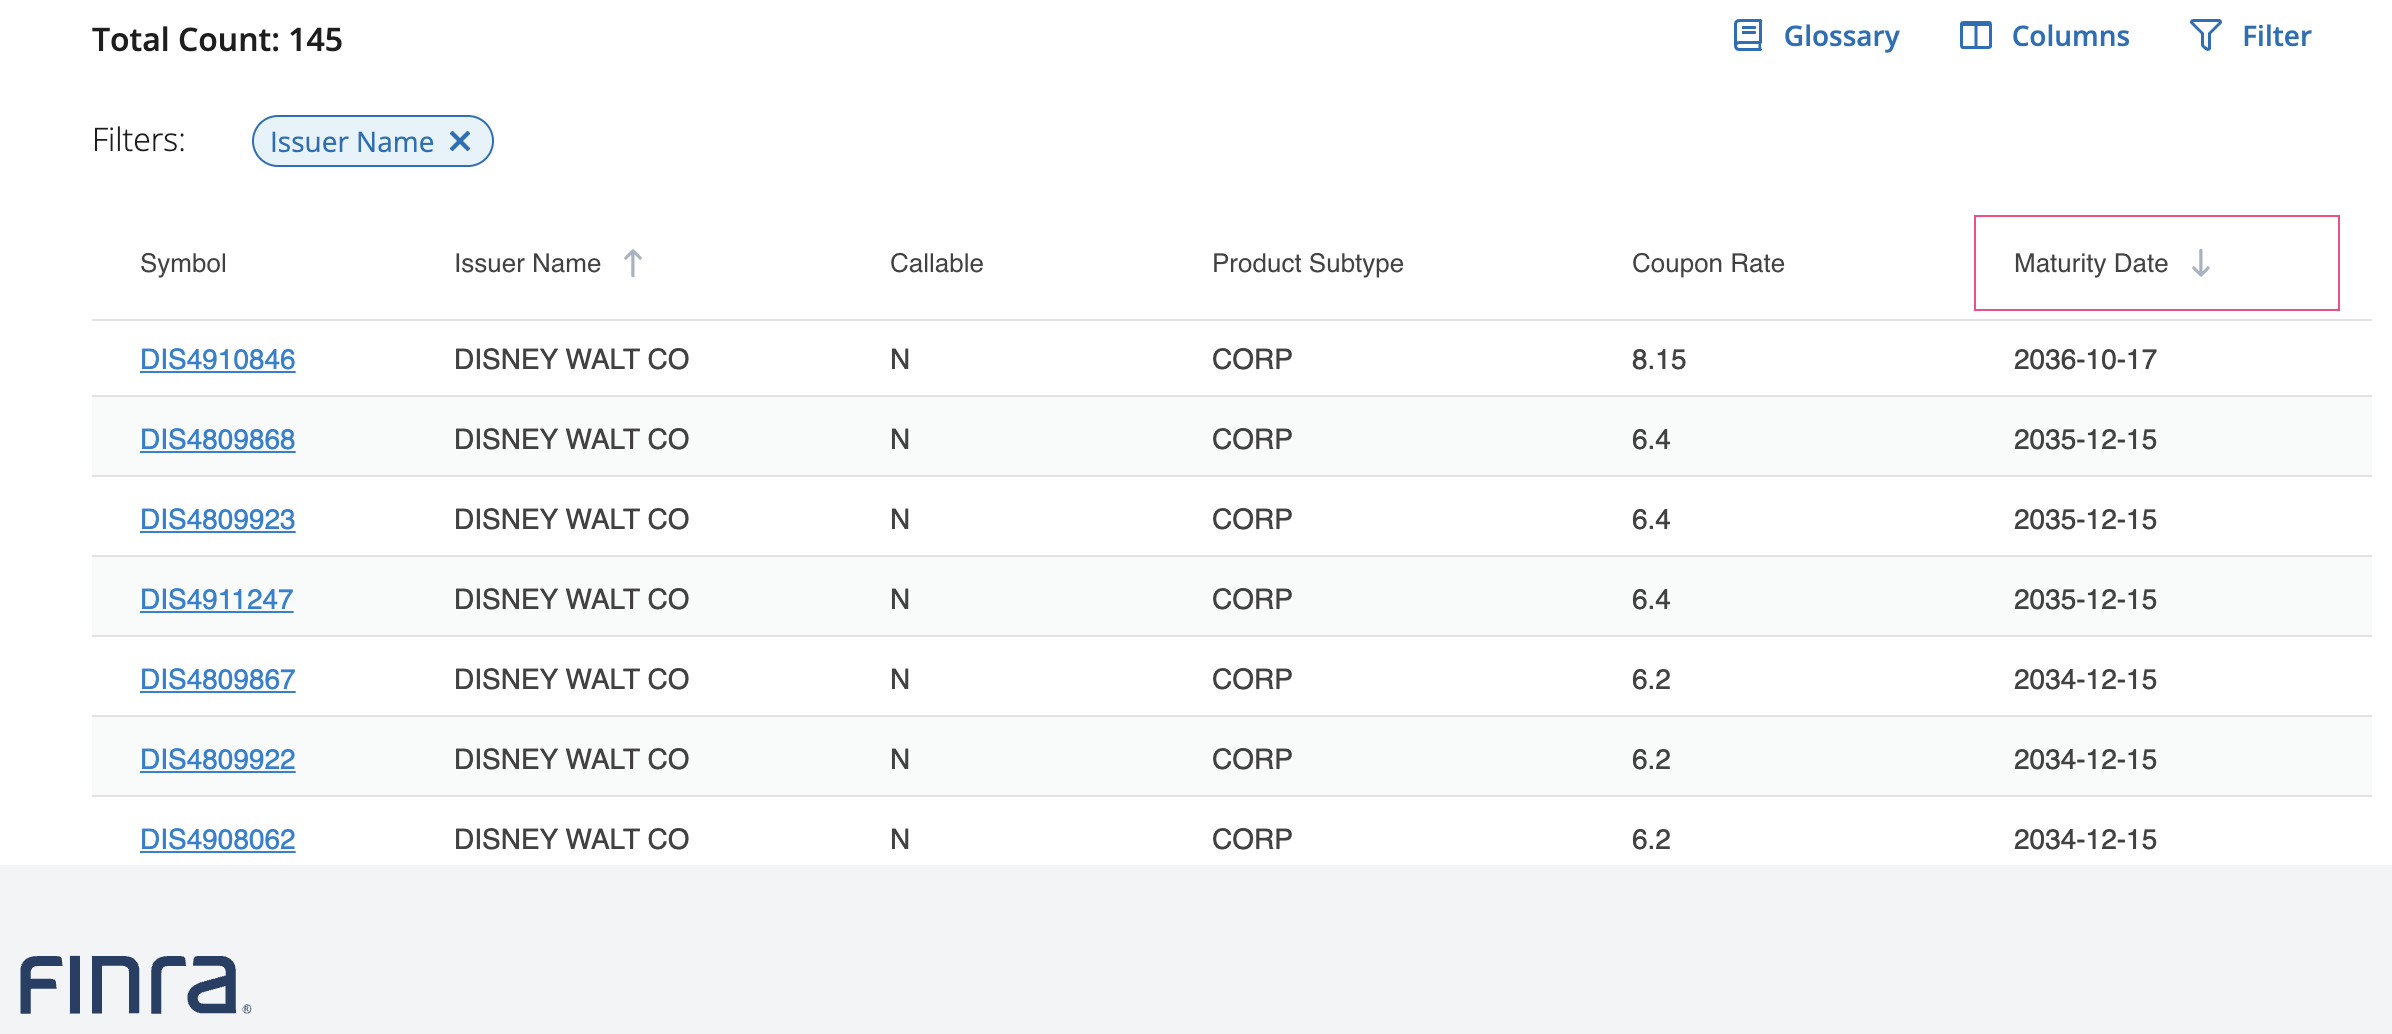 Total Count: 145 Glossary Columns Filter
Filters: Issuer Name
Symbol Issuer Name Callable Product Subtype Coupon Rate Maturity Date
DIS4910846 DISNEY WALT CO N CORP 8.15 2036-10-17
DIS4809868 DISNEY WALT CO N CORP 6.4 2035-12-15
DIS4809923 DISNEY WALT CO N CORP 6.4 2035-12-15
DIS4911247 DISNEY WALT CO N CORP 6.4 2035-12-15
DIS4809867 DISNEY WALT CO N CORP 6.2 2034-12-15
DIS4809922 DISNEY WALT CO N CORP 6.2 2034-12-15
DIS4908062 DISNEY WALT CO N CORP 6.2 2034-12-15
FINra®